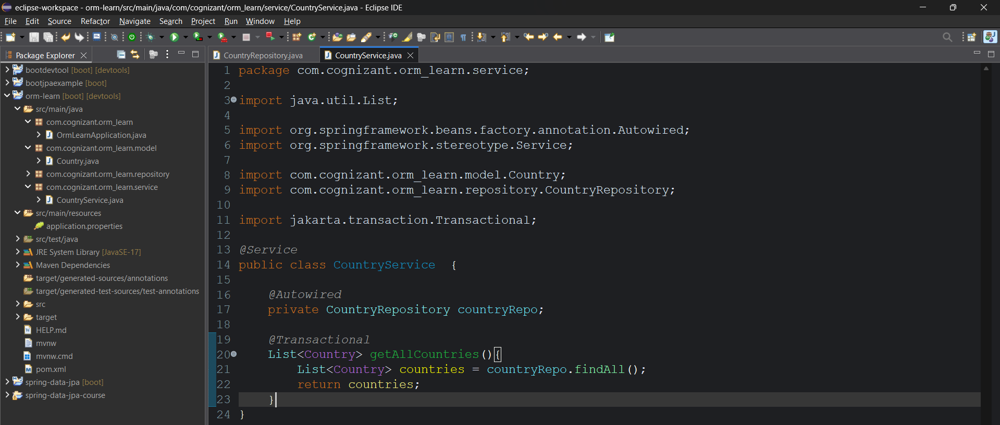 eclipse-workspace - orm-learn/src/main/java/com/cognizant/orm_learn/service/CountryService.java - Eclipse IDE
File Edit Source Refactor Navigate Search Project Run Window Help
Package Explorer
CountryRepository.java
CountryService.java
bootdevtool [boot] [devtools]
bootjpaexample [boot]
orm-learn [boot] [devtools]
src/main/java
com.cognizant.orm_learn
OrmLearnApplication.java
com.cognizant.orm_learn.model
Country.java
com.cognizant.orm_learn.repository
com.cognizant.orm_learn.service
CountryService.java
src/main/resources
application.properties
src/test/java
JRE System Library [JavaSE-17]
Maven Dependencies
target/generated-sources/annotations
target/generated-test-sources/test-annotations
src
target
HELP.md
mvnw
mvnw.cmd
pom.xml
spring-data-jpa [boot]
spring-data-jpa-course
1 package com.cognizant.orm_learn.service;
2
3 import java.util.List;
4
5 import org.springframework.beans.factory.annotation.Autowired;
6 import org.springframework.stereotype.Service;
7
8 import com.cognizant.orm_learn.model.Country;
9 import com.cognizant.orm_learn.repository.CountryRepository;
10
11 import jakarta.transaction.Transactional;
12
13 @Service
14 public class CountryService  {
15
16     @Autowired
17     private CountryRepository countryRepo;
18
19     @Transactional
20     List<Country> getAllCountries(){
21         List<Country> countries = countryRepo.findAll();
22         return countries;
23     }
24 }